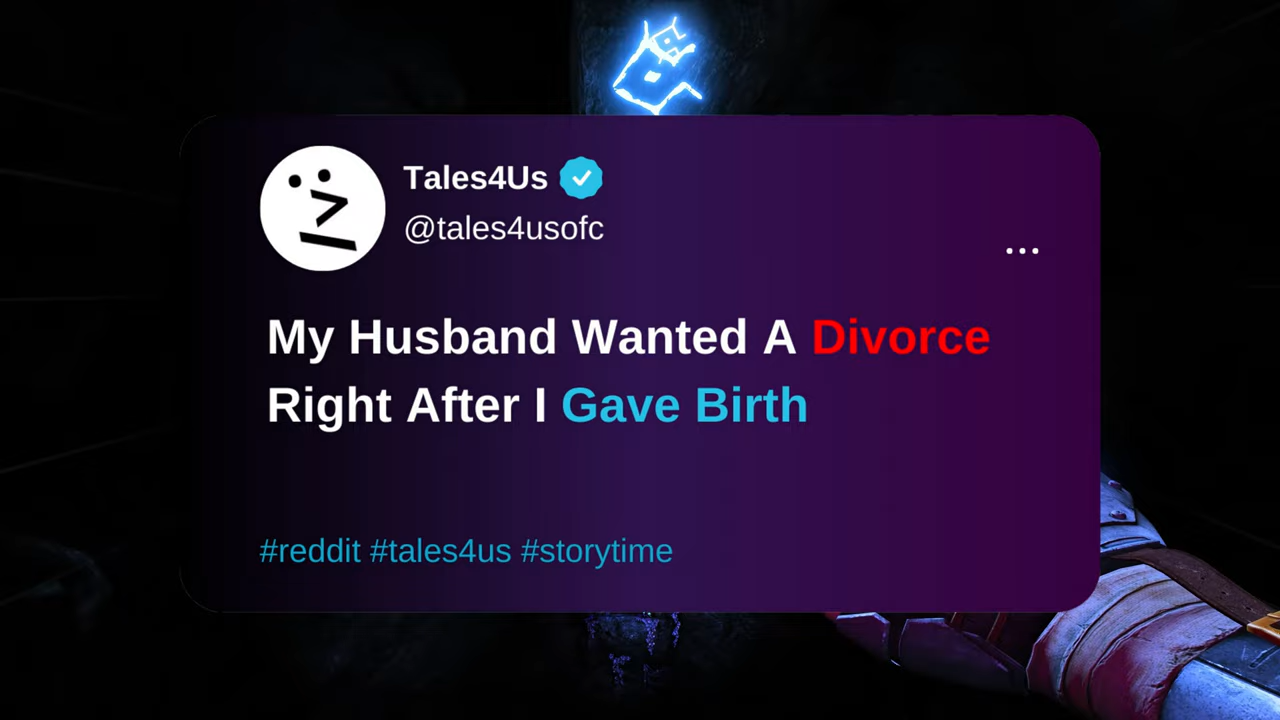 Tales4Us
@tales4usofc
My Husband Wanted A Divorce
Right After I Gave Birth
#reddit #tales4us #storytime